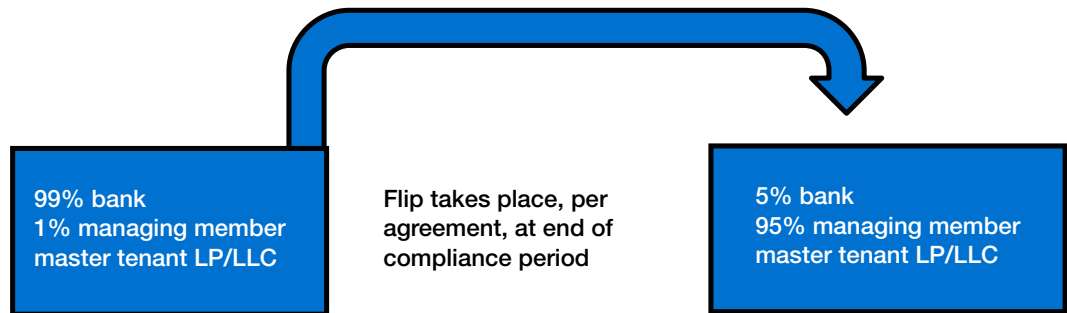 99% bank
1% managing member
master tenant LP/LLC
Flip takes place, per
agreement, at end of
compliance period
5% bank
95% managing member
master tenant LP/LLC